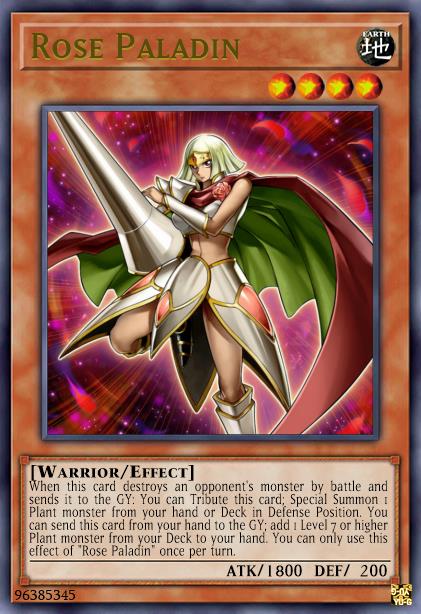 Rose Paladin
EARTH
地
[Warrior/Effect]
When this card destroys an opponent's monster by battle and
sends it to the GY: You can Tribute this card; Special Summon 1
Plant monster from your hand or Deck in Defense Position. You
can send this card from your hand to the GY; add 1 Level 7 or higher
Plant monster from your Deck to your hand. You can only use this
effect of "Rose Paladin" once per turn.
ATK/1800 DEF/ 200
96385345